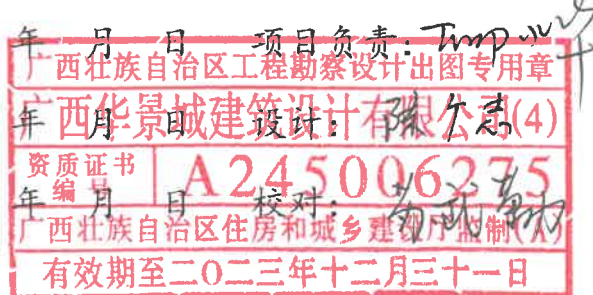 年 月 日 项目负责:
广西壮族自治区工程勘察设计出图专用章
年 月 日 设计:
广西华景城建筑设计有限公司(4)
资质证书编号 A245006275
年 月 日 校对:
广西壮族自治区住房和城乡建设厅监制(A)
有效期至二〇二三年十二月三十一日